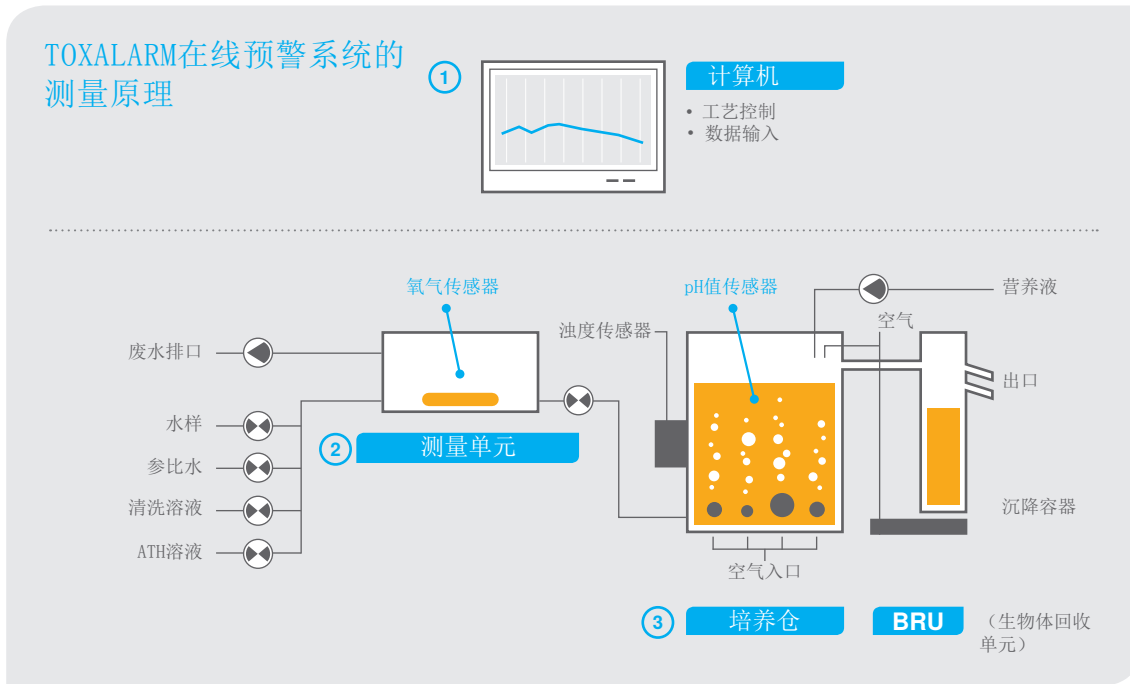 TOXALARM在线预警系统的
测量原理
1
计算机
• 工艺控制
• 数据输入
氧气传感器
pH值传感器
营养液
空气
浊度传感器
废水排口
出口
水样
2
测量单元
参比水
清洗溶液
沉降容器
ATH溶液
空气入口
3
培养仓
BRU
（生物体回收
单元）